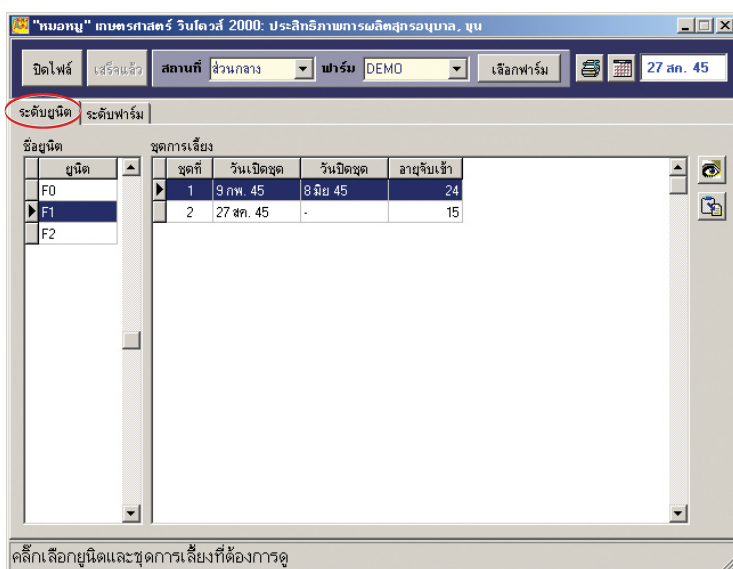 "หมอหมู" เกษตรศาสตร์ วินโดวส์ 2000: ประสิทธิภาพการผลิตสุกรอนุบาล, ขุน
ปิดไฟล์ เสร็จแล้ว สถานที่ ส่วนกลาง ฟาร์ม DEMO เลือกฟาร์ม 27 สค. 45
ระดับยูนิต ระดับฟาร์ม
ชื่อยูนิต ชุดการเลี้ยง
ยูนิต ชุดที่ วันเปิดชุด วันปิดชุด อายุจับเข้า
F0 1 9 กพ. 45 8 มิย 45 24
F1 2 27 สค. 45 - 15
F2
คลิ๊กเลือกยูนิตและชุดการเลี้ยงที่ต้องการดู